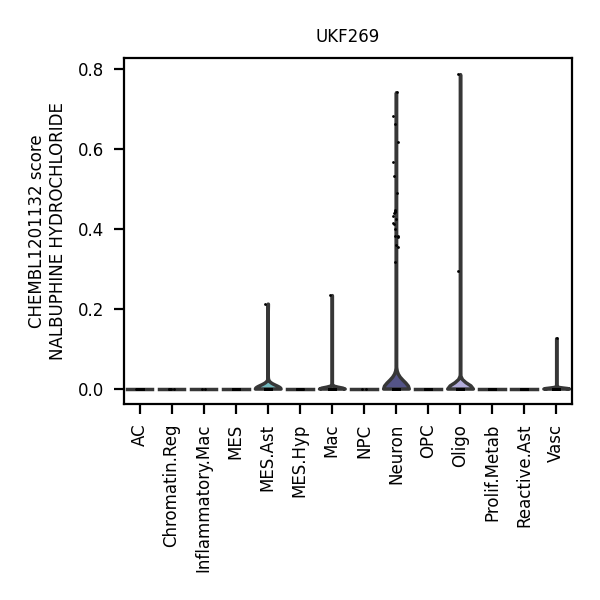 UKF269
CHEMBL1201132 score
NALBUPHINE HYDROCHLORIDE
0.8
0.6
0.4
0.2
0.0
AC
Chromatin.Reg
Inflammatory.Mac
MES
MES.Ast
MES.Hyp
Mac
NPC
Neuron
OPC
Oligo
Prolif.Metab
Reactive.Ast
Vasc